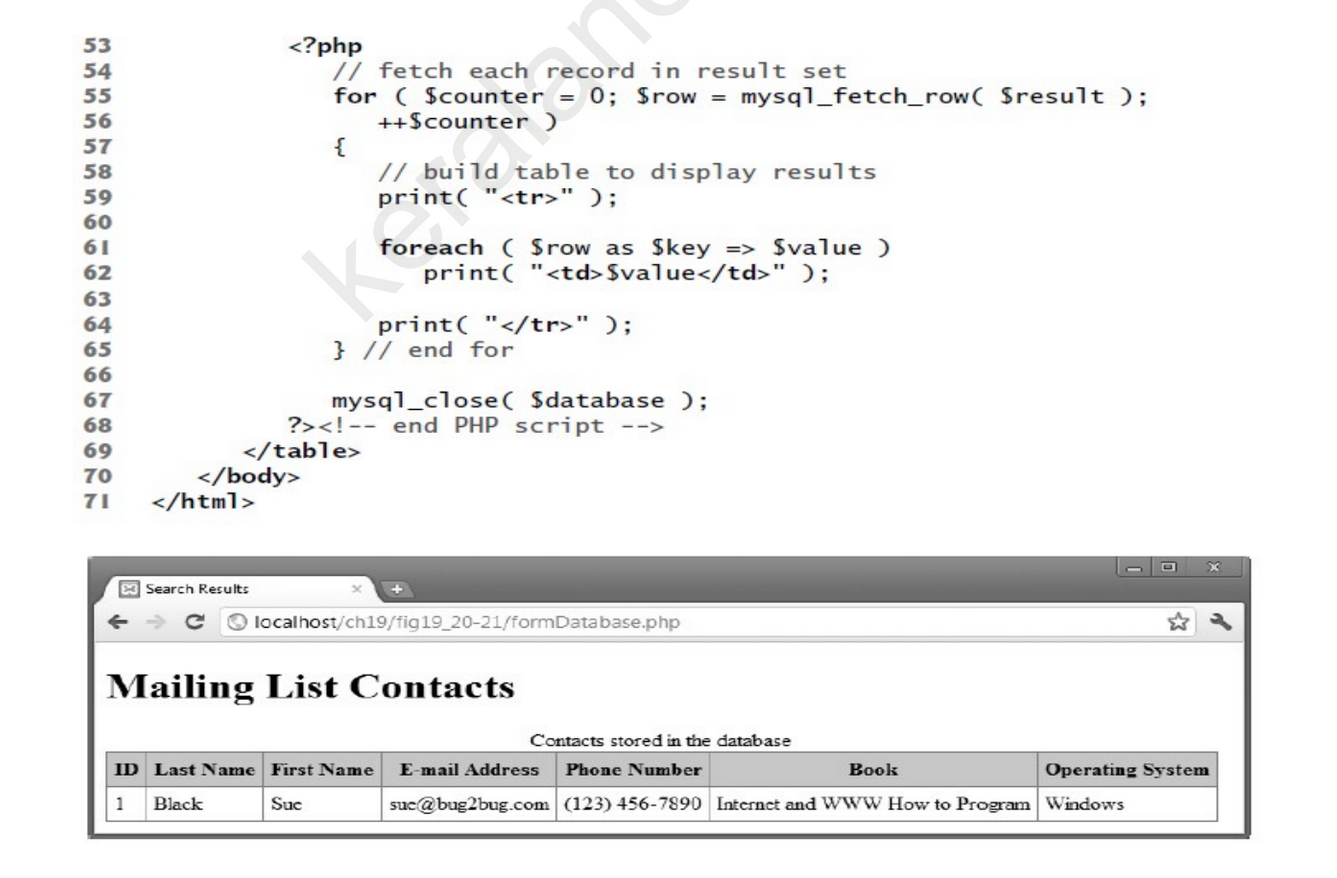 53 <?php
54 // fetch each record in result set
55 for ( $counter = 0; $row = mysql_fetch_row( $result );
56 ++$counter )
57 {
58 // build table to display results
59 print( "<tr>" );
60
61 foreach ( $row as $key => $value )
62 print( "<td>$value</td>" );
63
64 print( "</tr>" );
65 } // end for
66
67 mysql_close( $database );
68 ?><!-- end PHP script -->
69 </table>
70 </body>
71 </html>
Search Results
localhost/ch19/fig19_20-21/formDatabase.php
Mailing List Contacts
Contacts stored in the database
ID Last Name First Name E-mail Address Phone Number Book Operating System
1 Black Sue sue@bug2bug.com (123) 456-7890 Internet and WWW How to Program Windows